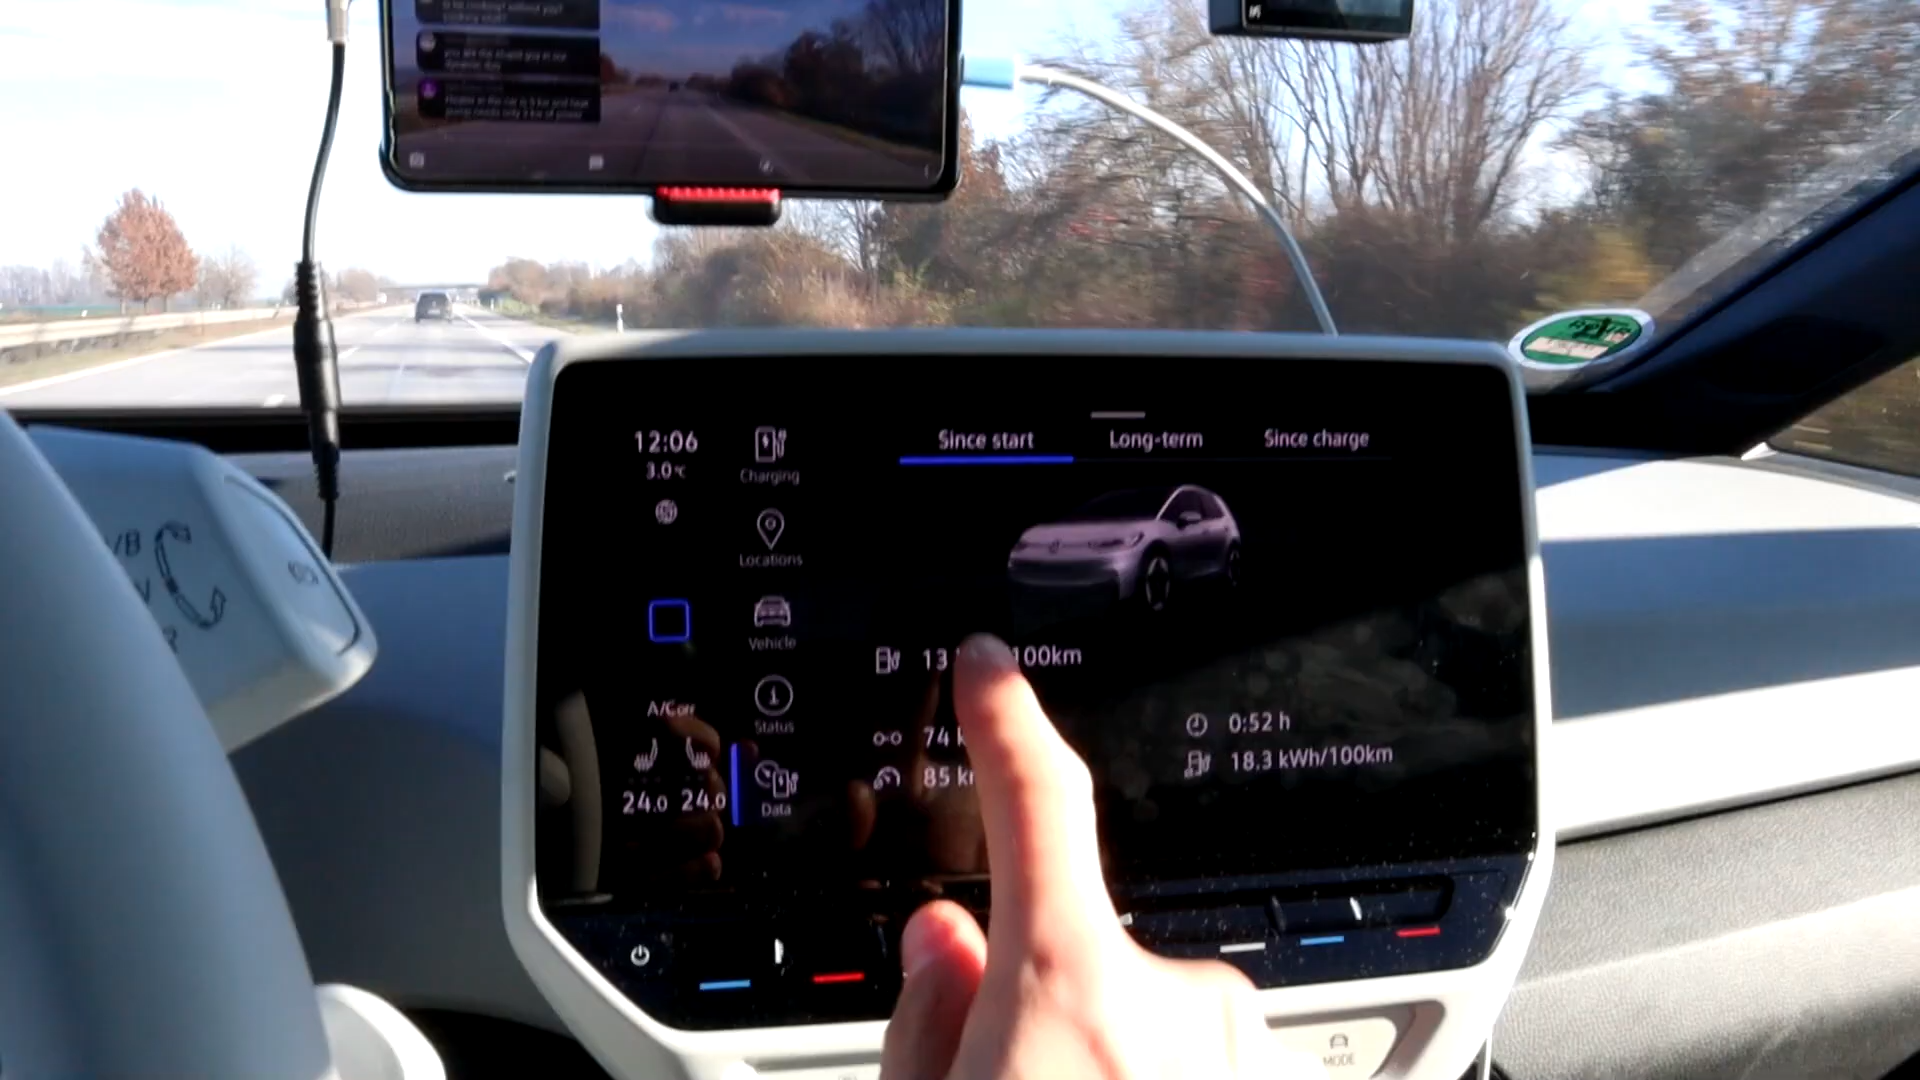 12:06
3.0°C
Charging
Locations
Vehicle
Status
Data
A/C off
24.0 24.0
Since start
Long-term
Since charge
13
100km
74 k
85 k
0:52 h
18.3 kWh/100km
/B
MODE